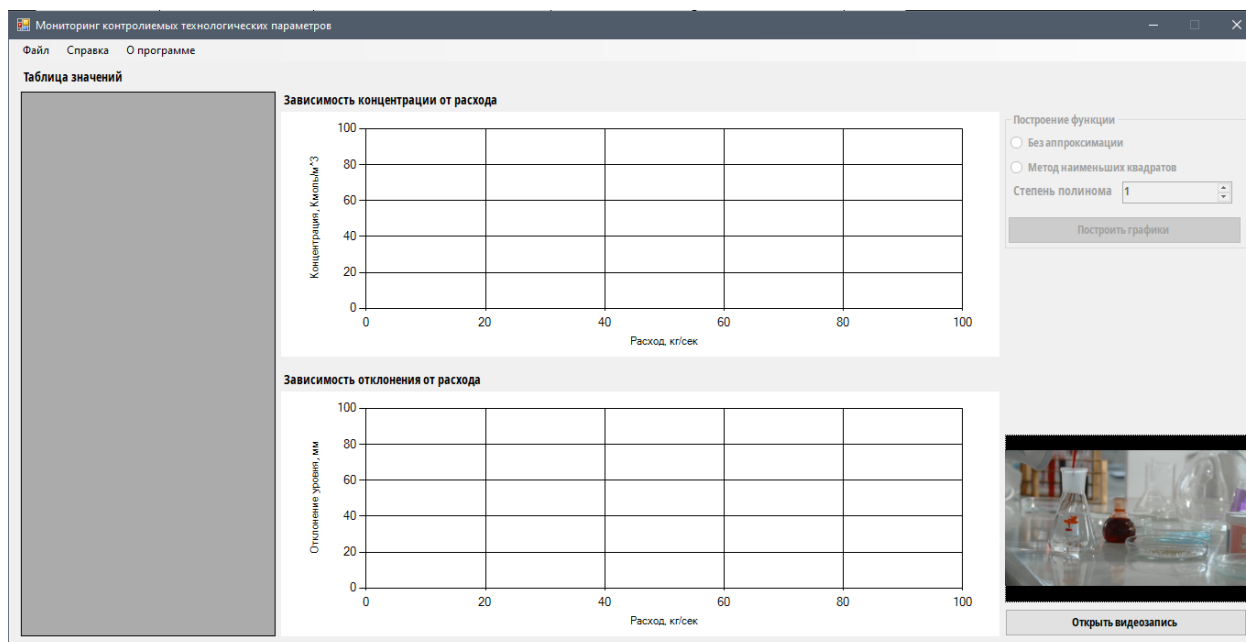 Мониторинг контролиемых технологических параметров
Файл Справка О программе
Таблица значений
Зависимость концентрации от расхода
100
80
60
40
20
0
Концентрация, Кмоль/м^3
0 20 40 60 80 100
Расход, кг/сек
Зависимость отклонения от расхода
100
80
60
40
20
0
Отклонение уровня, мм
0 20 40 60 80 100
Расход, кг/сек
Построение функции
Без аппроксимации
Метод наименьших квадратов
Степень полинома 1
Построить графики
Открыть видеозапись